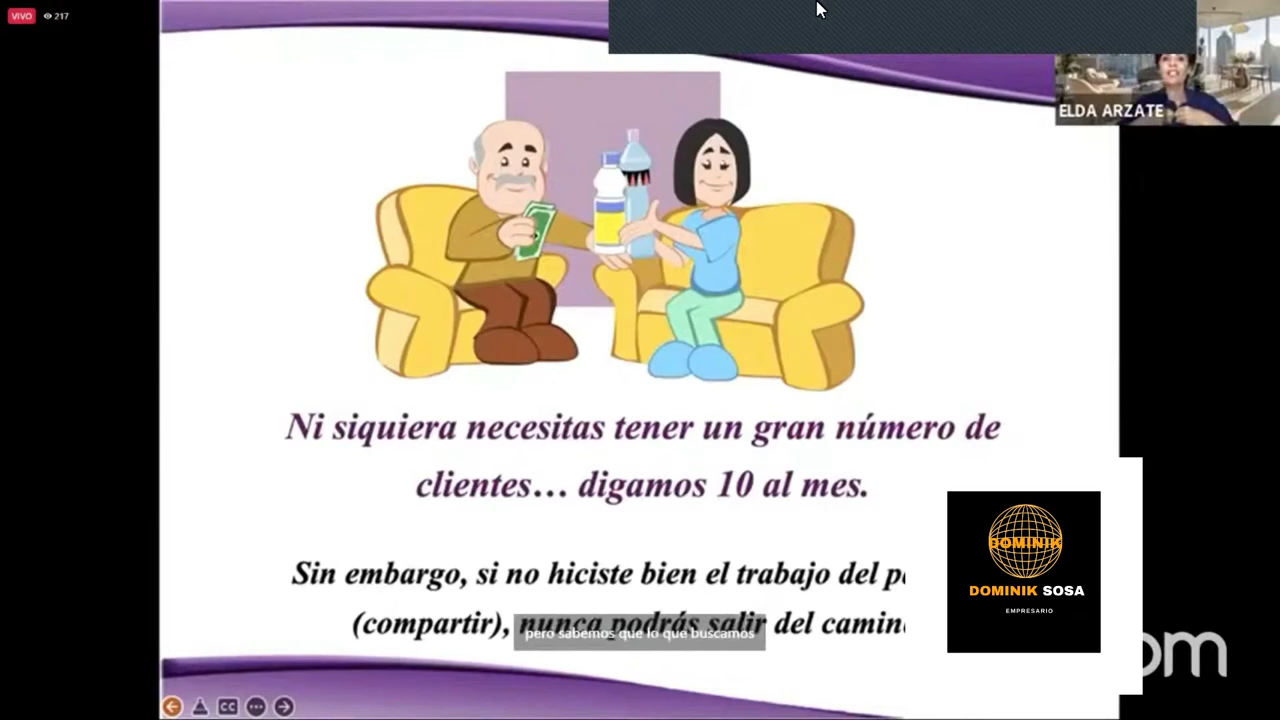 VIVO 217
ELDA ARZATE
Ni siquiera necesitas tener un gran número de
clientes… digamos 10 al mes.
Sin embargo, si no hiciste bien el trabajo del
(compartir), nunca podrás salir del
pero sabemos que lo que buscamos
DOMINIK
DOMINIK SOSA
EMPRESARIO
om
CC